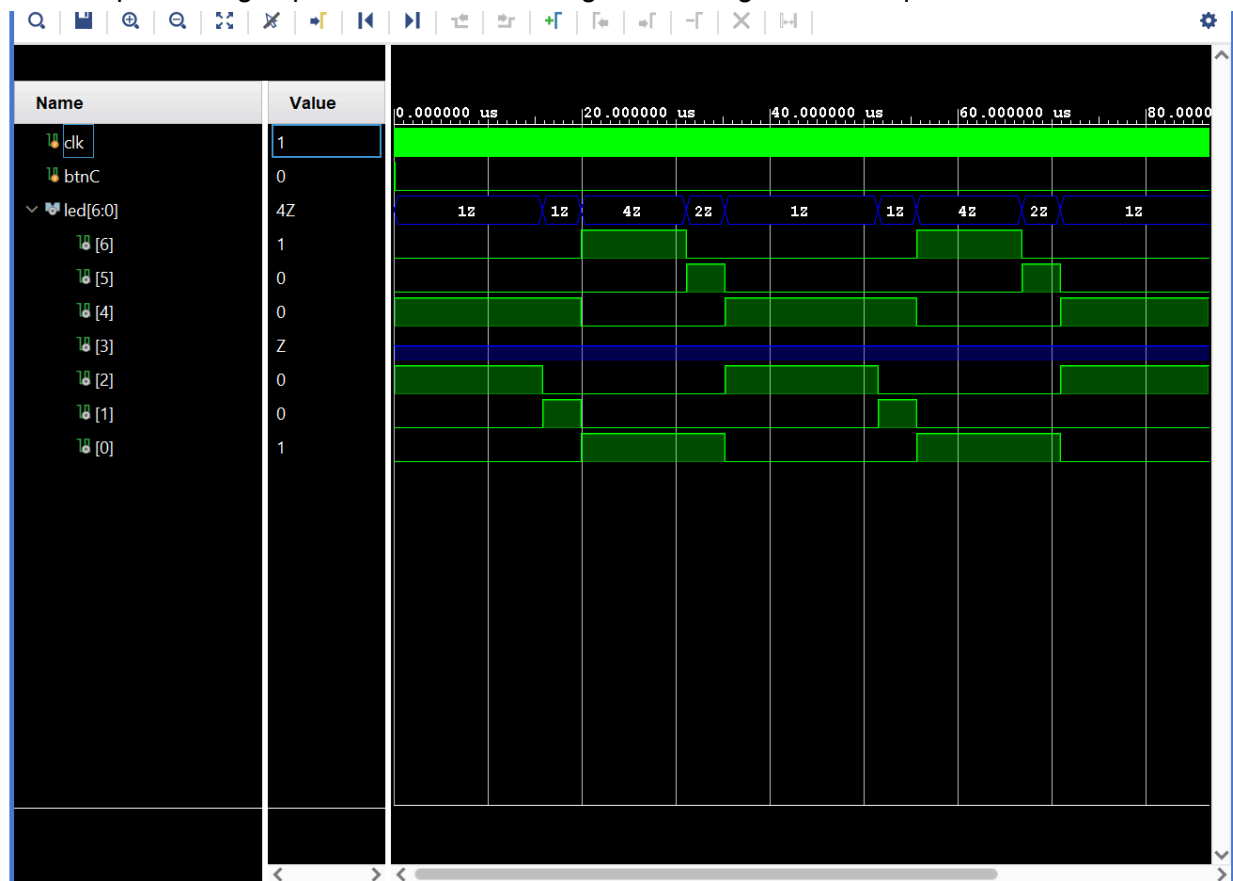 Name Value
0.000000 us 20.000000 us 40.000000 us 60.000000 us 80.0000
clk 1
btnC 0
led[6:0] 4Z 1Z 1Z 4Z 2Z 1Z 1Z 4Z 2Z 1Z
[6] 1
[5] 0
[4] 0
[3] Z
[2] 0
[1] 0
[0] 1